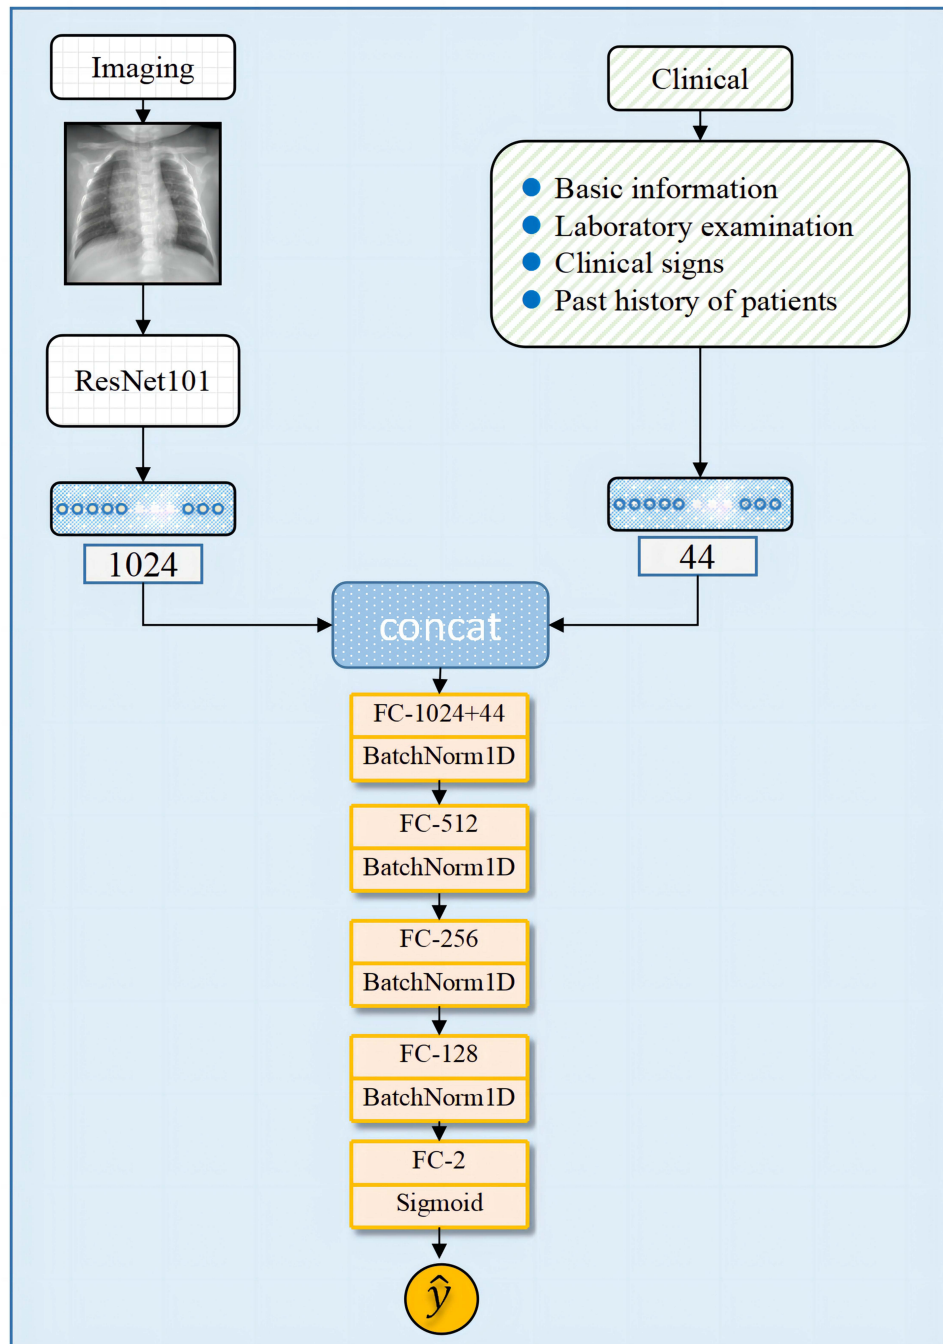 Imaging
Clinical
Basic information
Laboratory examination
Clinical signs
Past history of patients
ResNet101
1024
44
concat
FC-1024+44
BatchNorm1D
FC-512
BatchNorm1D
FC-256
BatchNorm1D
FC-128
BatchNorm1D
FC-2
Sigmoid
ŷ